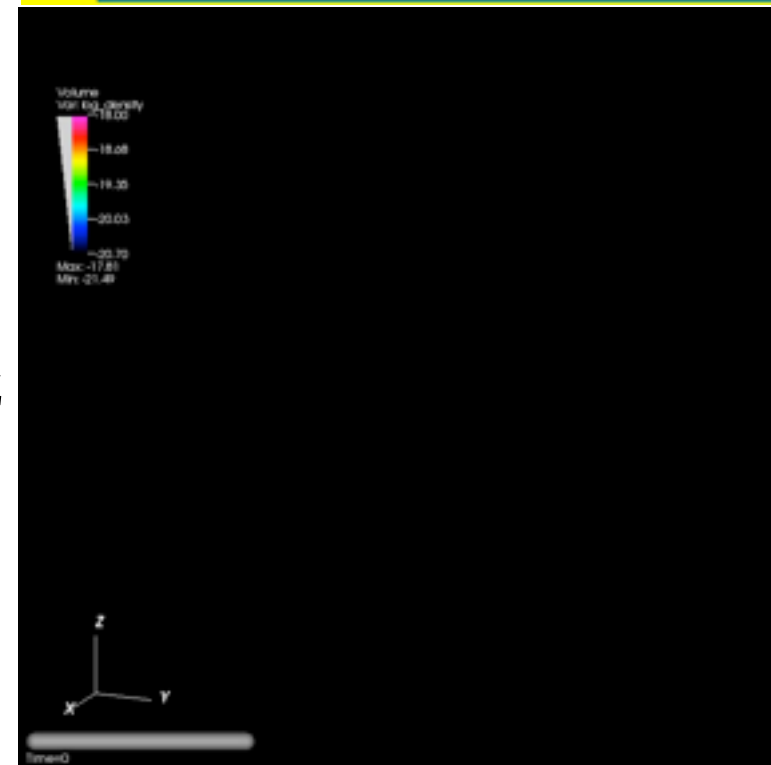 Volume
Var: log_density
-18.00
-18.68
-19.35
-20.03
-20.70
Max: -17.81
Min: -21.49
Z
Y
X
Time=0